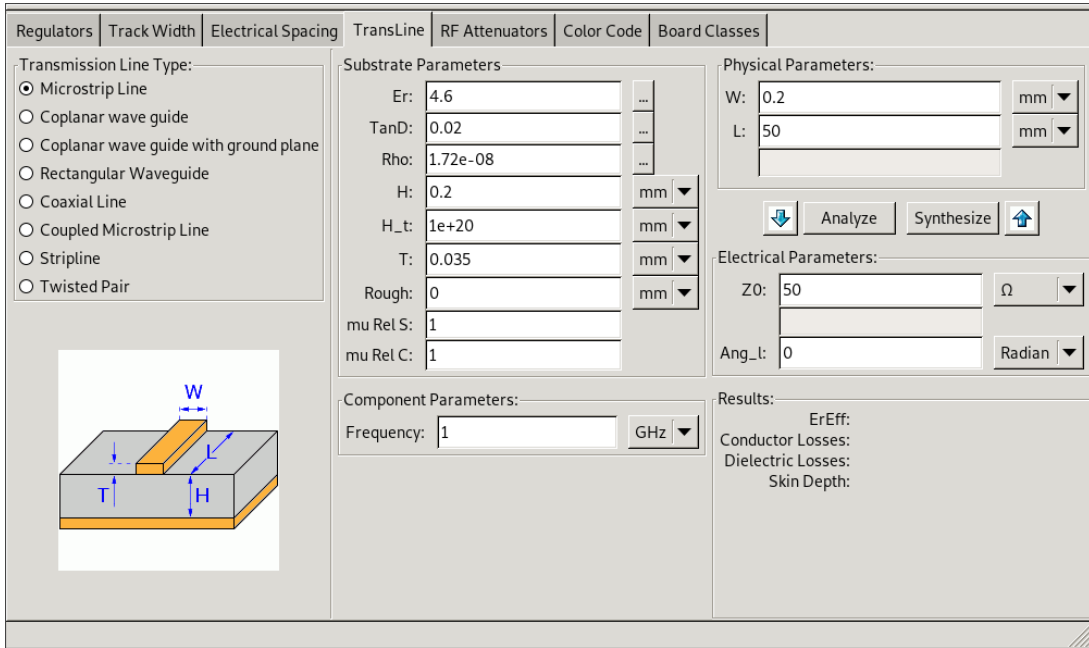 Regulators Track Width Electrical Spacing TransLine RF Attenuators Color Code Board Classes
Transmission Line Type:
Microstrip Line
Coplanar wave guide
Coplanar wave guide with ground plane
Rectangular Waveguide
Coaxial Line
Coupled Microstrip Line
Stripline
Twisted Pair
W
L
T
H
Substrate Parameters
Er: 4.6 ...
TanD: 0.02 ...
Rho: 1.72e-08 ...
H: 0.2 mm
H_t: 1e+20 mm
T: 0.035 mm
Rough: 0 mm
mu Rel S: 1
mu Rel C: 1
Component Parameters:
Frequency: 1 GHz
Physical Parameters:
W: 0.2 mm
L: 50 mm
Analyze Synthesize
Electrical Parameters:
Z0: 50 Ω
Ang_l: 0 Radian
Results:
ErEff:
Conductor Losses:
Dielectric Losses:
Skin Depth: